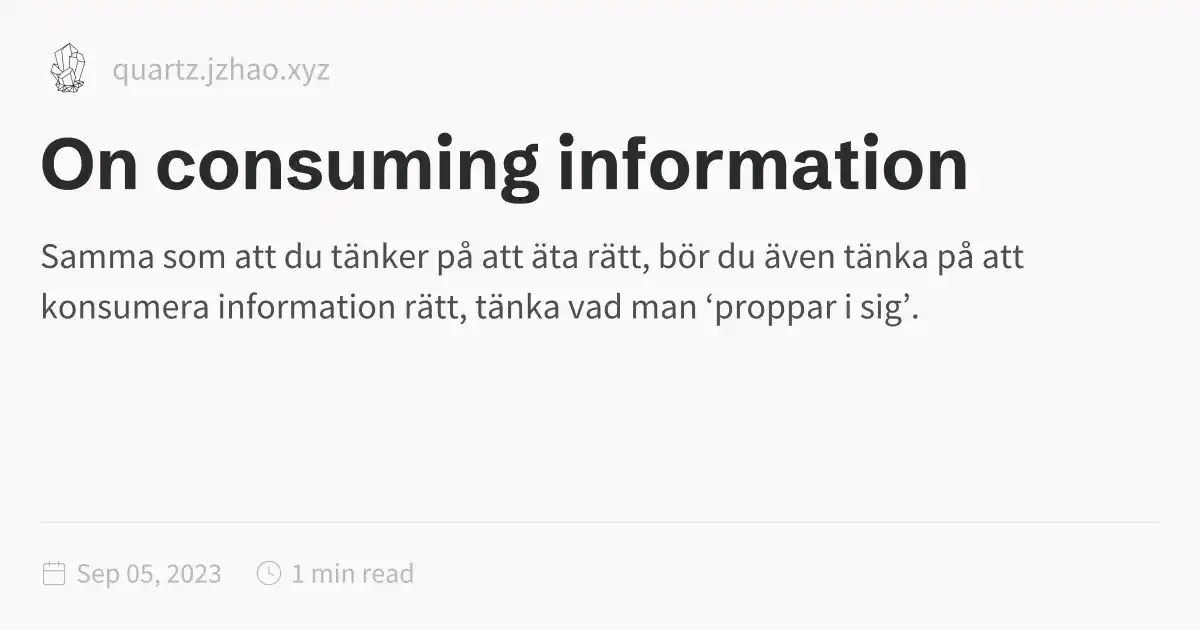 quartz.jzhao.xyz
On consuming information
Samma som att du tänker på att äta rätt, bör du även tänka på att
konsumera information rätt, tänka vad man ‘proppar i sig’.
Sep 05, 2023 1 min read